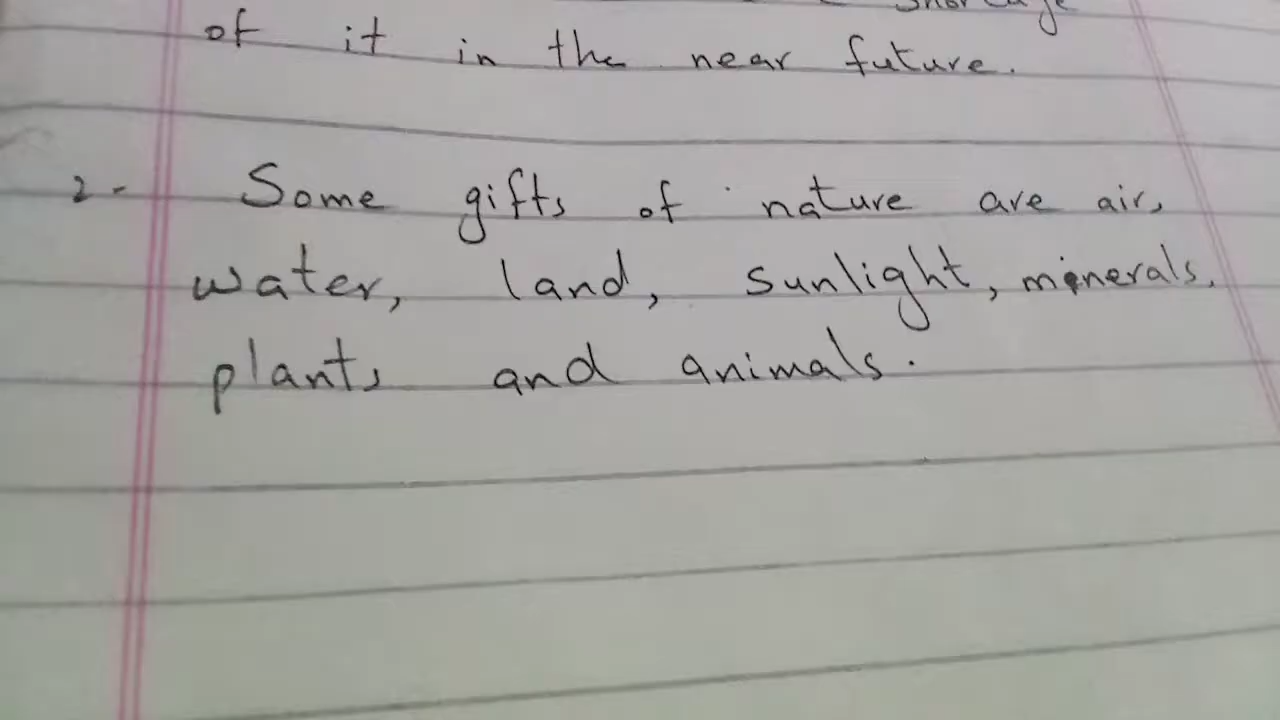 shortage
of it in the near future.
2- Some gifts of nature are air,
water, land, sunlight, minerals,
plants and animals.